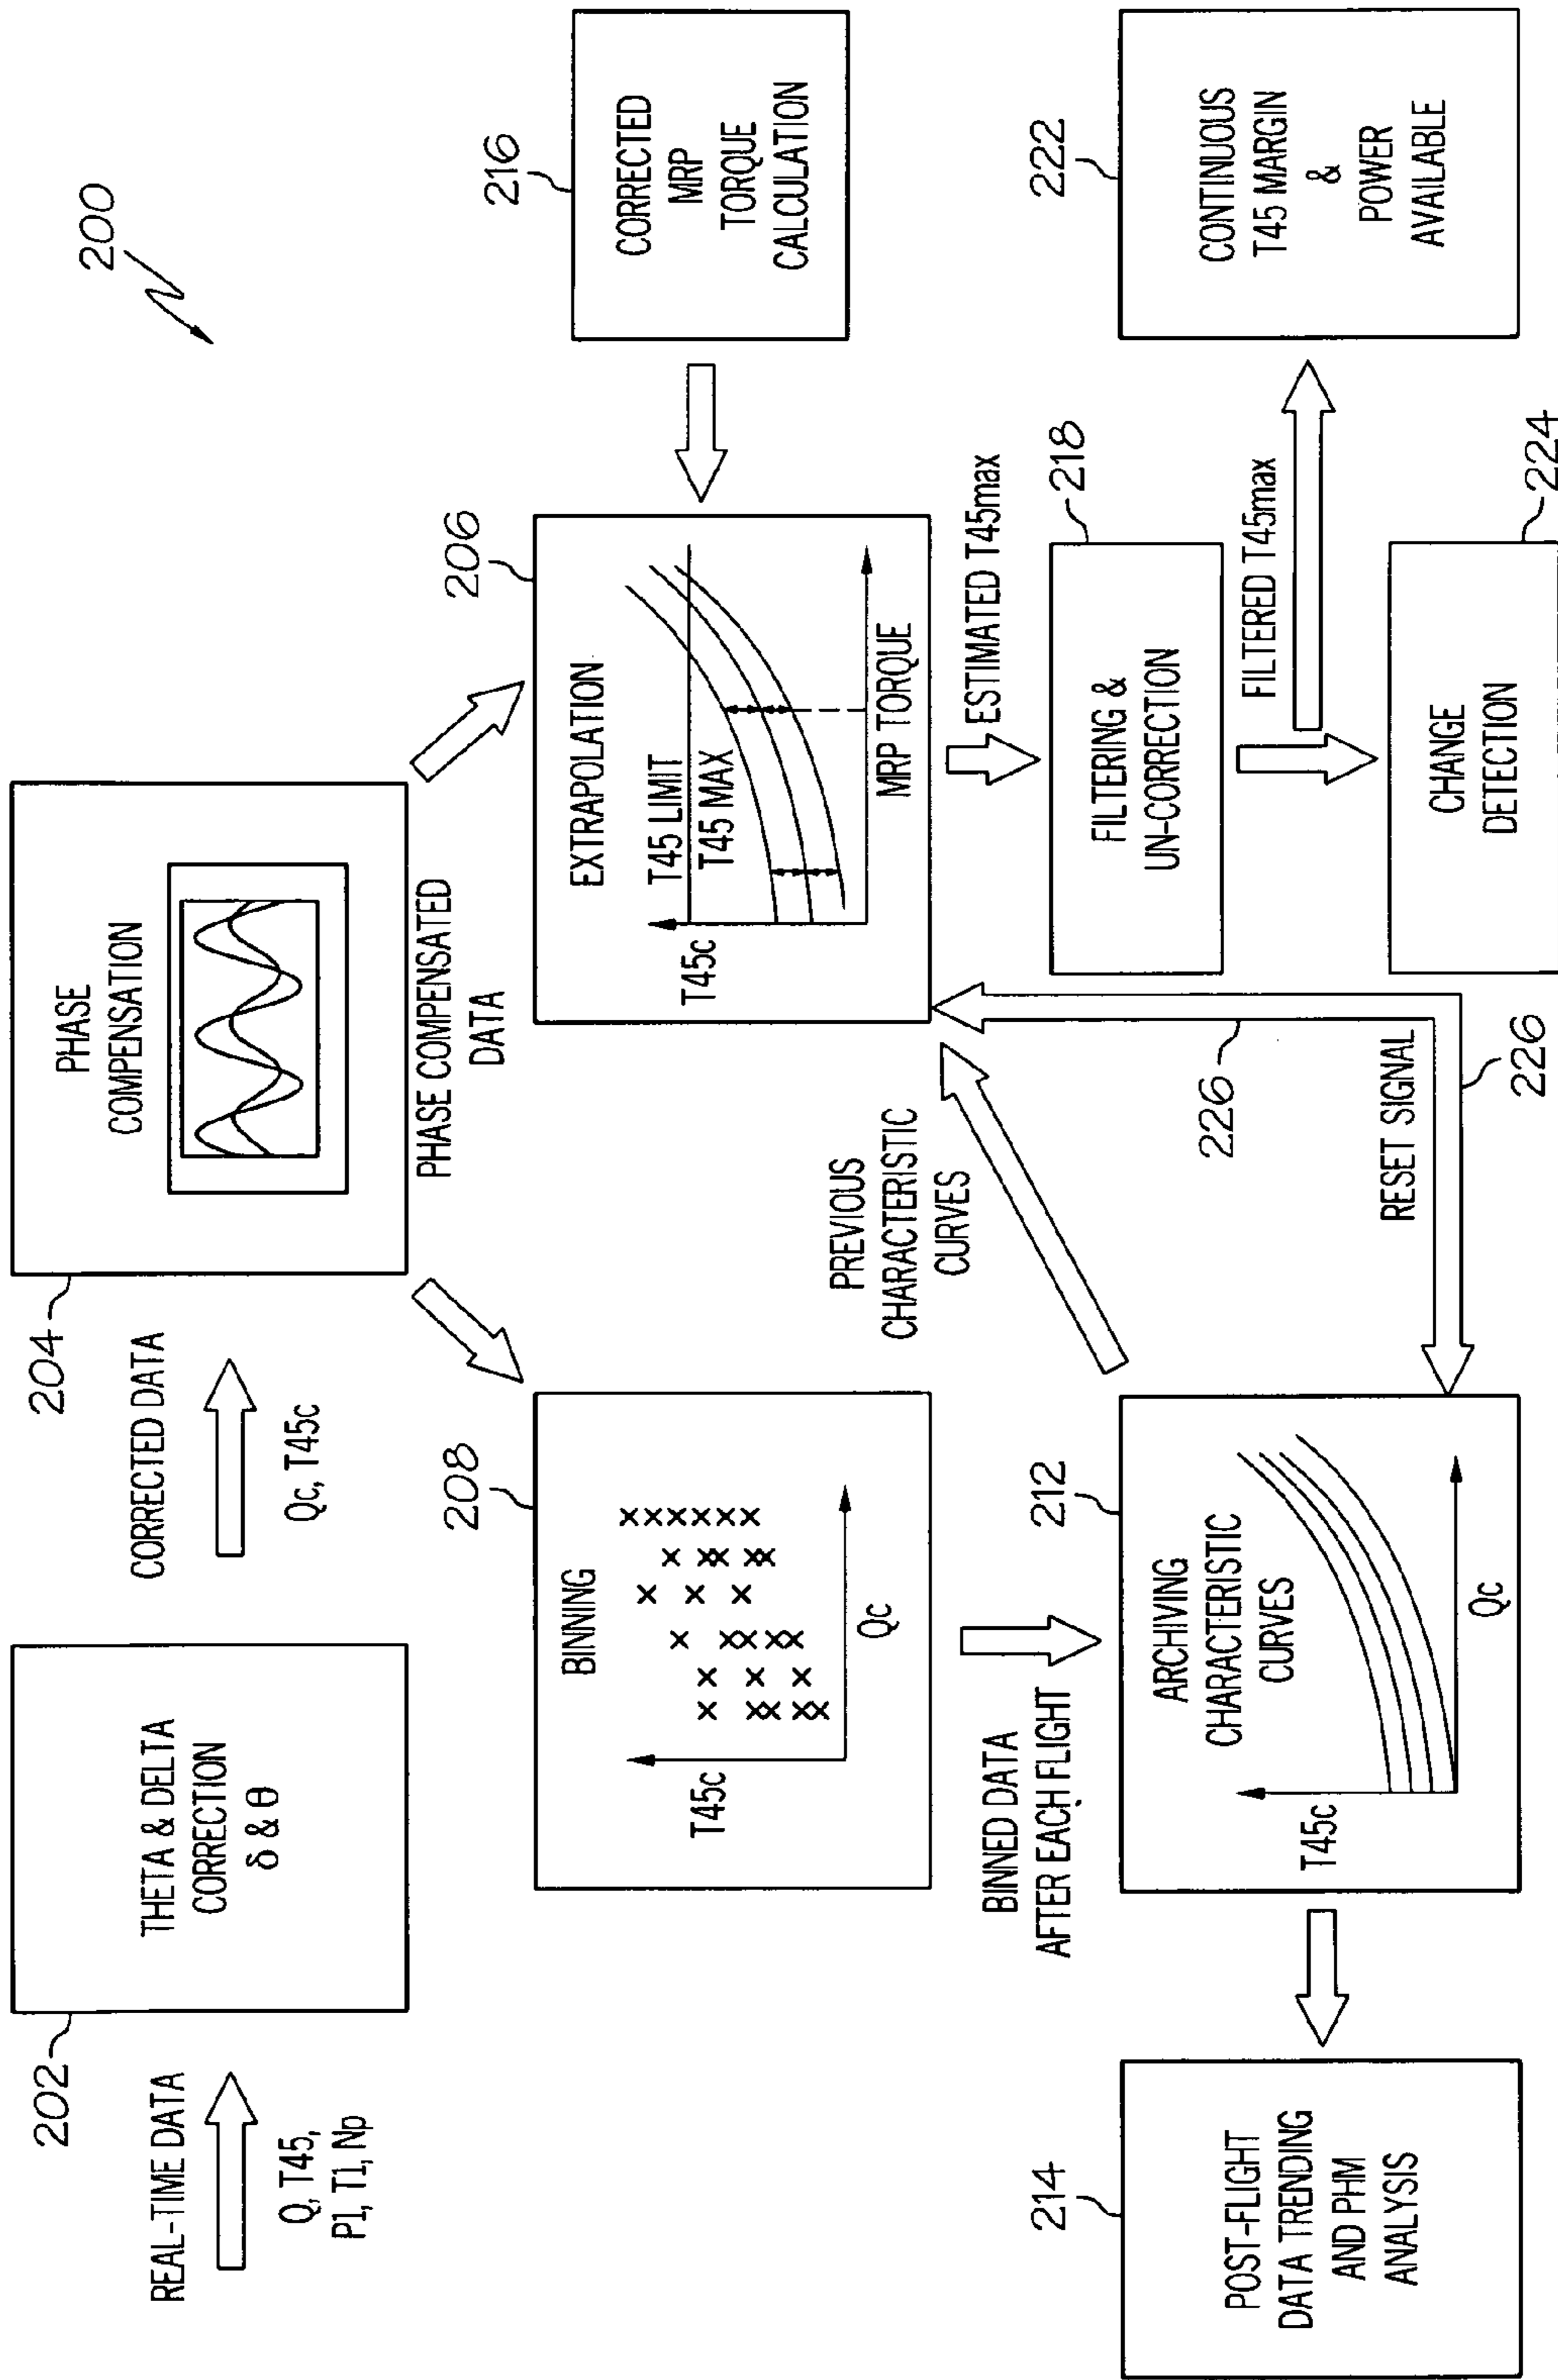 200
REAL-TIME DATA
Q, T45,
P1, T1, Np
202
THETA & DELTA
CORRECTION
δ & θ
CORRECTED DATA
Qc, T45c
204
PHASE
COMPENSATION
PHASE COMPENSATED
DATA
208
BINNING
T45c
Qc
206
EXTRAPOLATION
T45 LIMIT
T45 MAX
T45c
MRP TORQUE
216
CORRECTED
MRP
TORQUE
CALCULATION
BINNED DATA
AFTER EACH FLIGHT
PREVIOUS
CHARACTERISTIC
CURVES
ESTIMATED T45max
218
FILTERING &
UN-CORRECTION
FILTERED T45max
222
CONTINUOUS
T45 MARGIN
&
POWER
AVAILABLE
214
POST-FLIGHT
DATA TRENDING
AND PHM
ANALYSIS
212
ARCHIVING
CHARACTERISTIC
CURVES
T45c
Qc
226
RESET SIGNAL
226
224
CHANGE
DETECTION